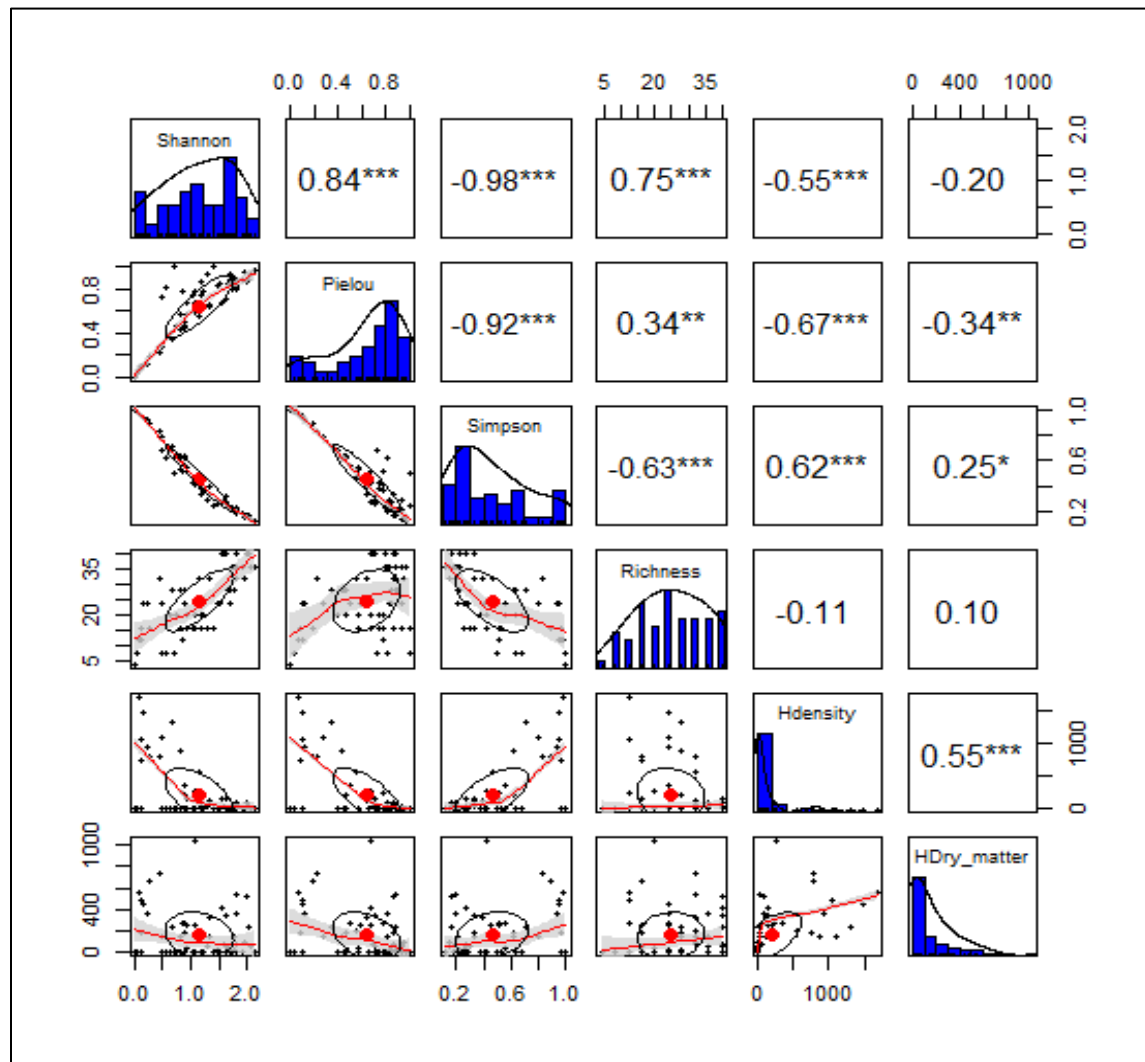 0.0 0.4 0.8 5 15 25 35 0 400 1000
Shannon 0.84*** -0.98*** 0.75*** -0.55*** -0.20 0.0 1.0 2.0
0.0 0.4 0.8 Pielou -0.92*** 0.34** -0.67*** -0.34**
Simpson -0.63*** 0.62*** 0.25* 0.2 0.6 1.0
5 20 35 Richness -0.11 0.10
Hdensity 0.55*** 0 1000
0 400 1000 HDry_matter
0.0 1.0 2.0 0.2 0.6 1.0 0 1000